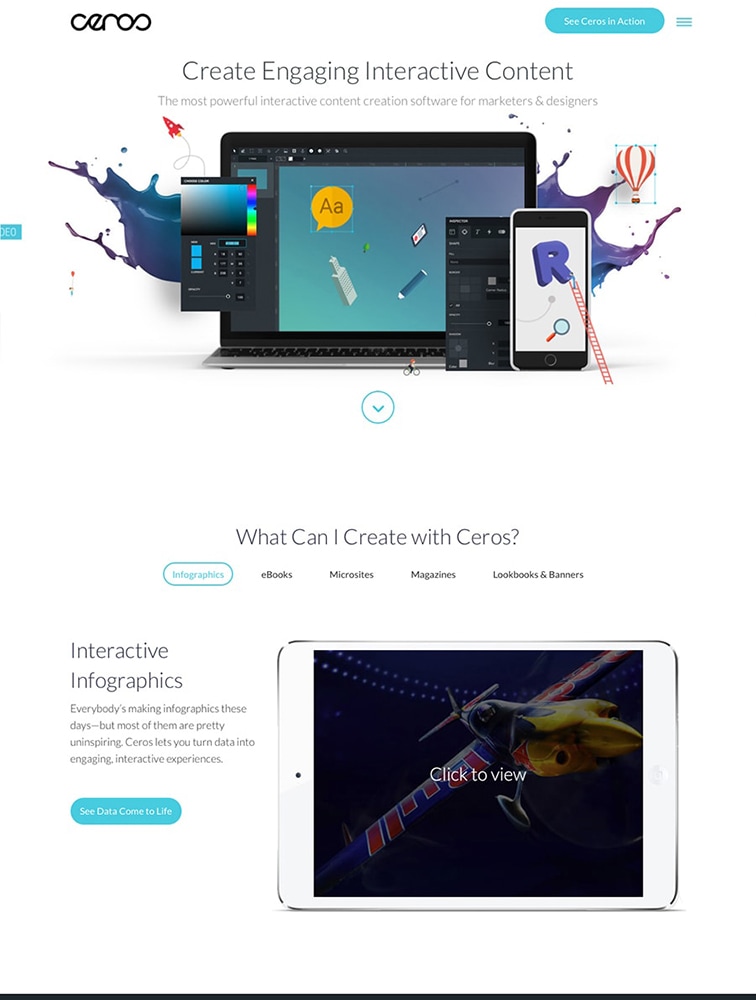 ceros
See Ceros in Action
Create Engaging Interactive Content
The most powerful interactive content creation software for marketers & designers
CHOOSE COLOR
Aa
INSPECTOR
SHAPE
R
OPACITY
What Can I Create with Ceros?
Infographics
eBooks
Microsites
Magazines
Lookbooks & Banners
Interactive
Infographics
Everybody's making infographics these
days—but most of them are pretty
uninspiring. Ceros lets you turn data into
engaging, interactive experiences.
Click to view
See Data Come to Life